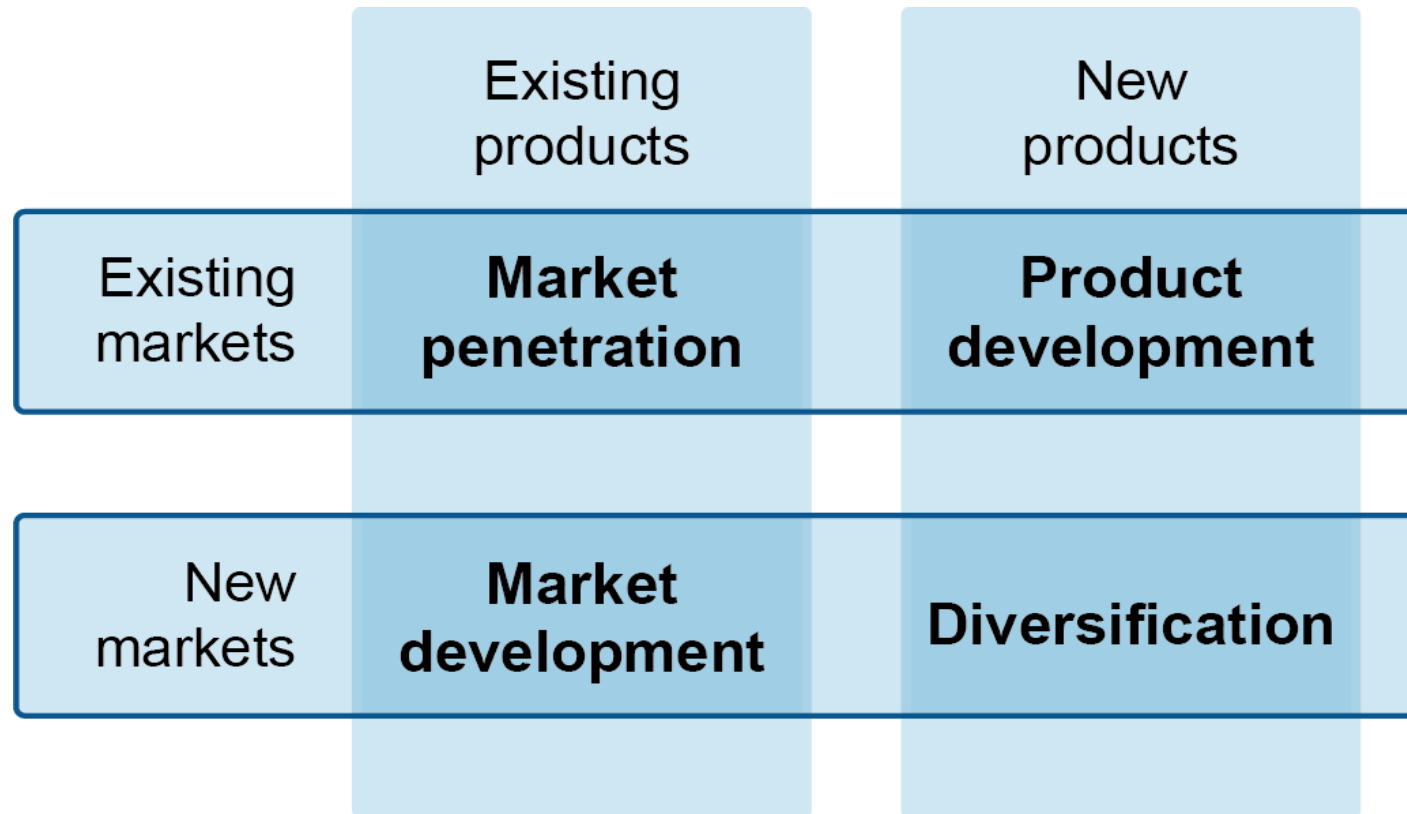 Existing
products
New
products
Existing
markets
Market
penetration
Product
development
New
markets
Market
development
Diversification